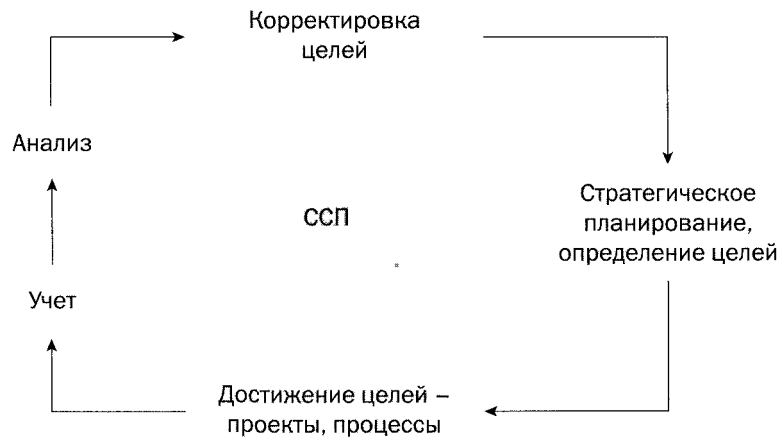 Корректировка
целей
Анализ
Стратегическое
планирование,
определение целей
ССП
Учет
Достижение целей –
проекты, процессы